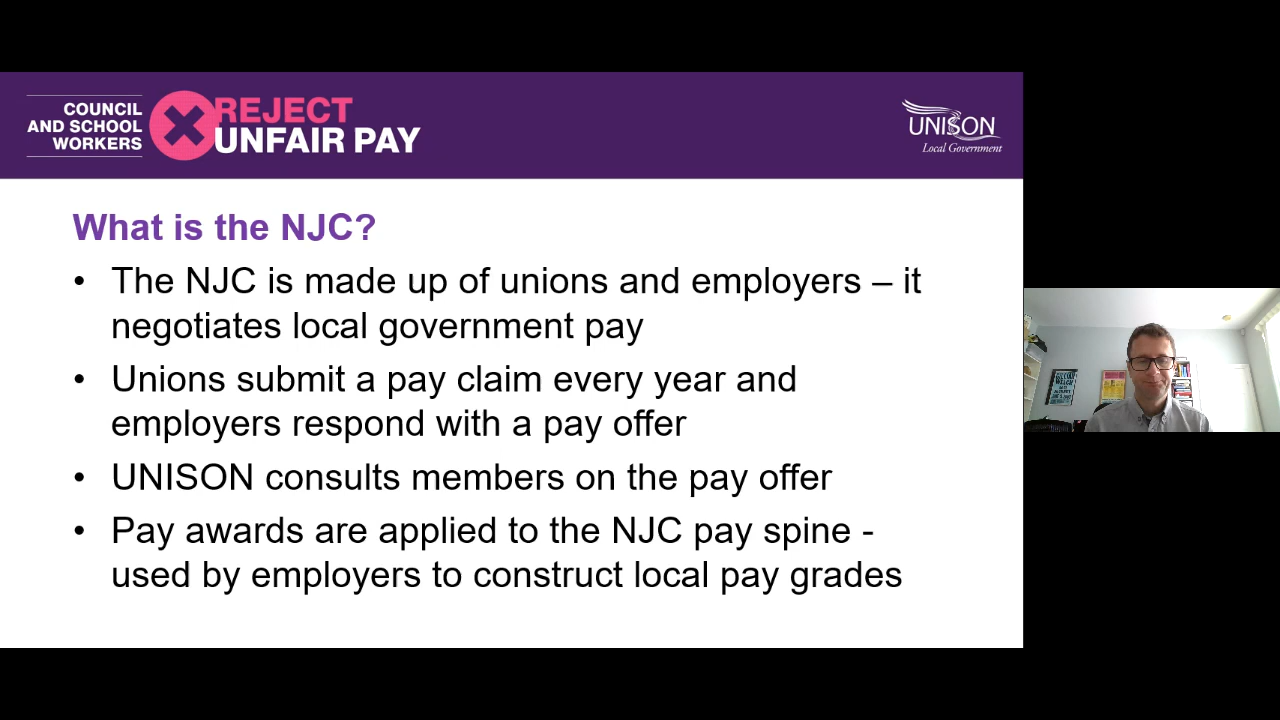 COUNCIL
AND SCHOOL
WORKERS
REJECT
UNFAIR PAY
UNISON
Local Government
What is the NJC?
• The NJC is made up of unions and employers – it
negotiates local government pay
• Unions submit a pay claim every year and
employers respond with a pay offer
• UNISON consults members on the pay offer
• Pay awards are applied to the NJC pay spine -
used by employers to construct local pay grades